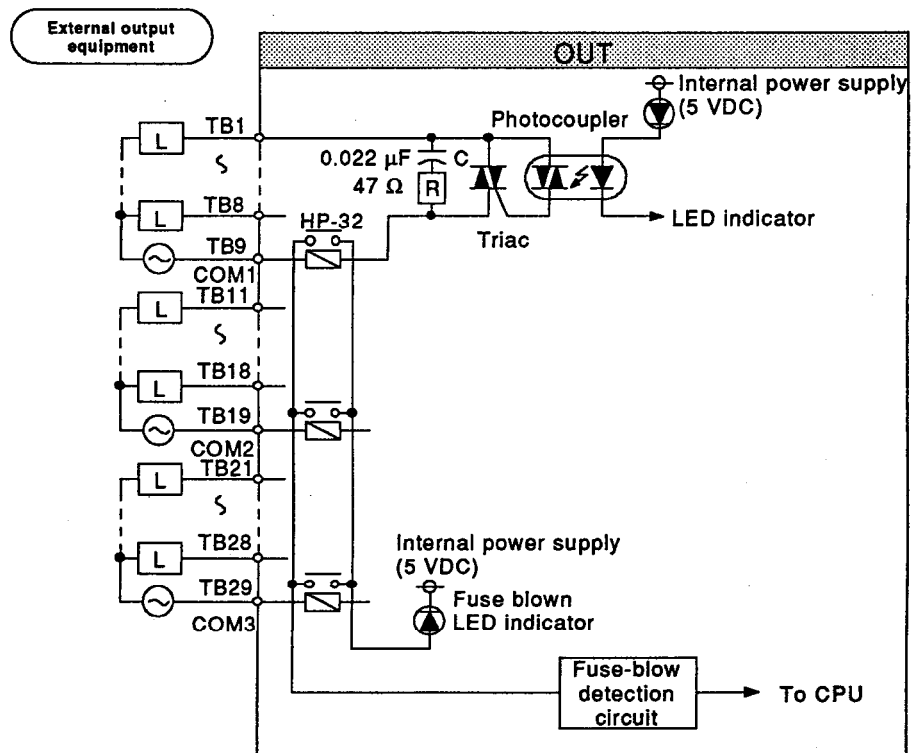 External output
equipment
OUT
Internal power supply
(5 VDC)
Photocoupler
L
TB1
0.022 µF
C
47 Ω
R
L
TB8
HP-32
Triac
LED indicator
TB9
COM1
L
TB11
L
TB18
TB19
COM2
L
TB21
L
TB28
Internal power supply
(5 VDC)
TB29
Fuse blown
LED indicator
COM3
Fuse-blow
detection
circuit
To CPU